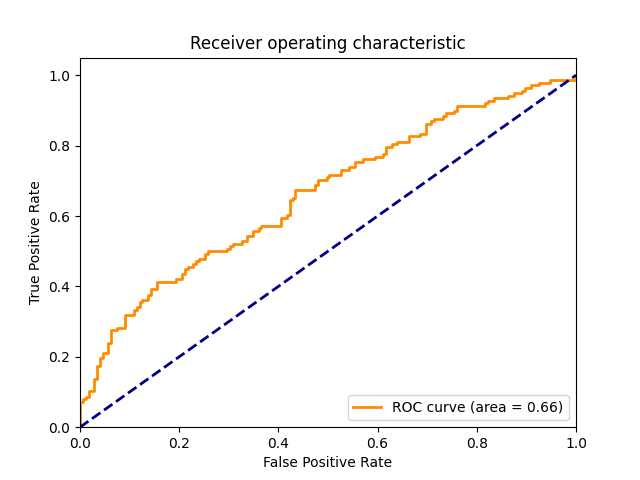 Receiver operating characteristic
1.0
0.8
0.6
0.4
0.2
0.0
True Positive Rate
0.0 0.2 0.4 0.6 0.8 1.0
False Positive Rate
ROC curve (area = 0.66)